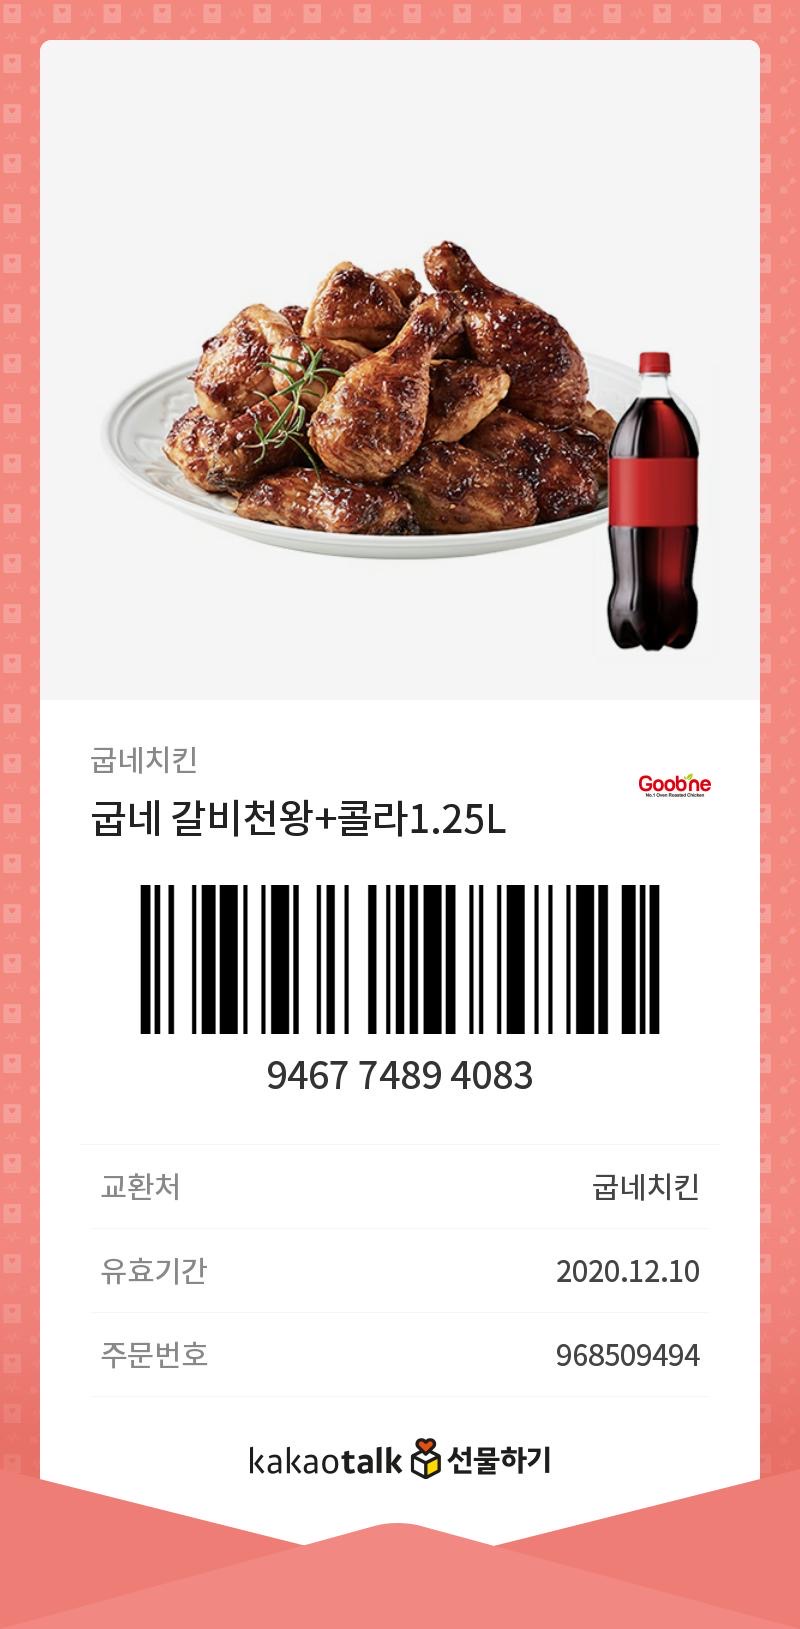 굽네치킨
Goobne
No.1 Oven Roasted Chicken
굽네 갈비천왕+콜라1.25L
9467 7489 4083
교환처 굽네치킨
유효기간 2020.12.10
주문번호 968509494
kakaotalk 선물하기